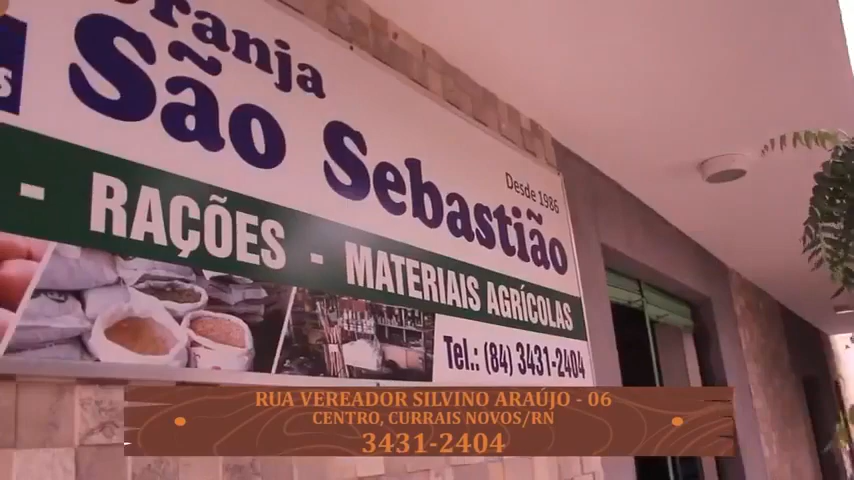 São Sebastião
Desde 1986
- RAÇÕES - MATERIAIS AGRÍCOLAS
Tel.: (84) 3431-2404
RUA VEREADOR SILVINO ARAÚJO - 06
CENTRO, CURRAIS NOVOS/RN
3431-2404